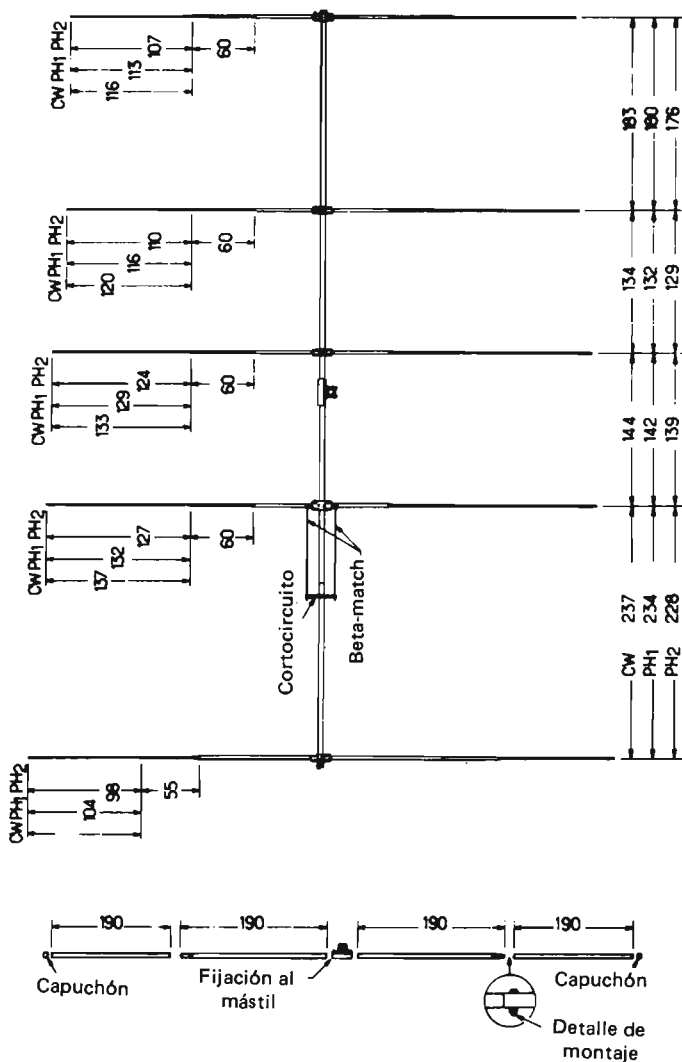 CW PH1 PH2
107
60
113
116
183
180
176
CW PH1 PH2
110
60
116
120
134
132
129
CW PH1 PH2
124
60
129
133
144
142
139
CW PH1 PH2
127
60
132
137
Cortocircuito
Beta-match
237
234
228
CW
PH1
PH2
CW PH1 PH2
98
55
104
190
190
190
190
Capuchón
Fijación al
mástil
Capuchón
Detalle de
montaje